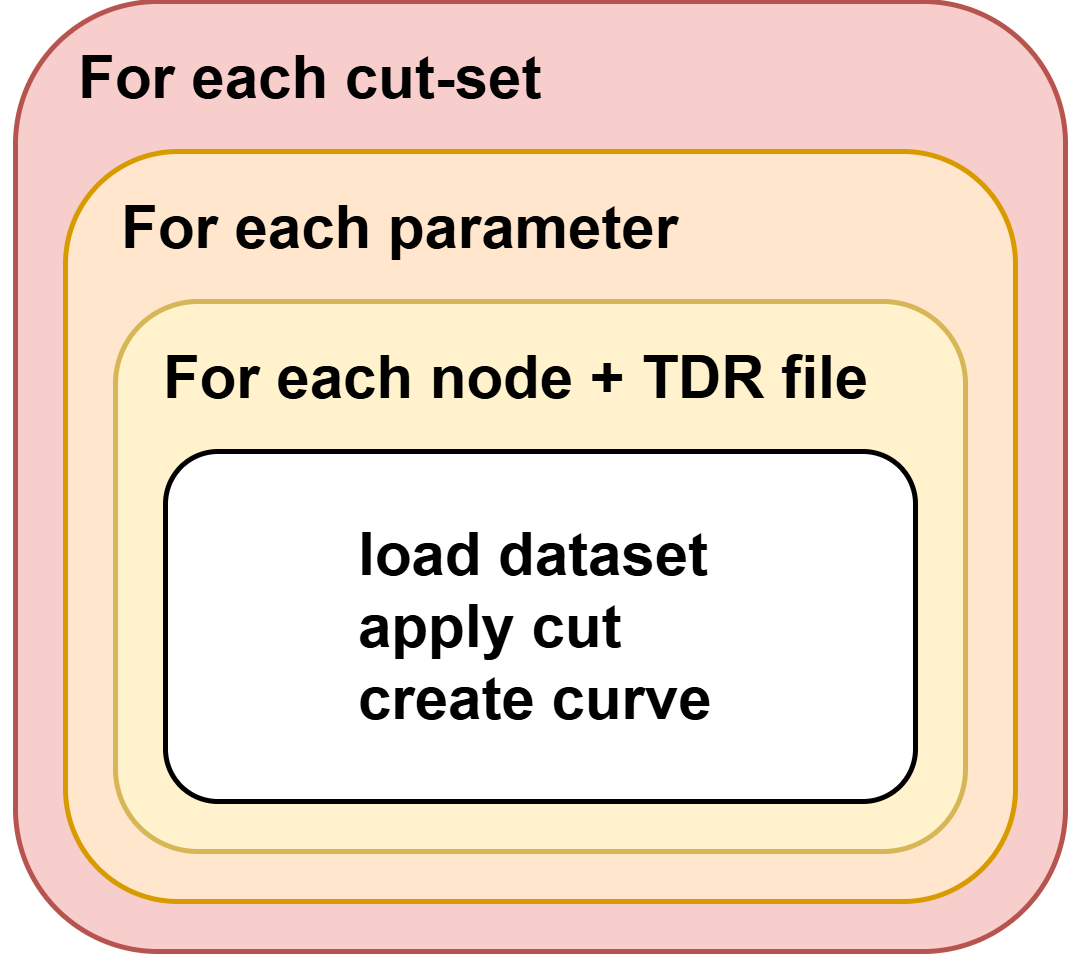 For each cut-set
For each parameter
For each node + TDR file
load dataset
apply cut
create curve